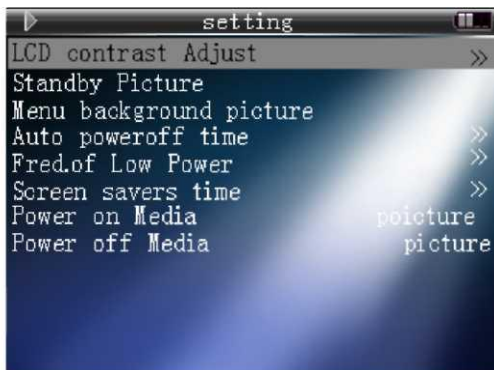 setting
LCD contrast Adjust »
Standby Picture
Menu background picture
Auto poweroff time »
Fred.of Low Power »
Screen savers time »
Power on Media poicture
Power off Media picture